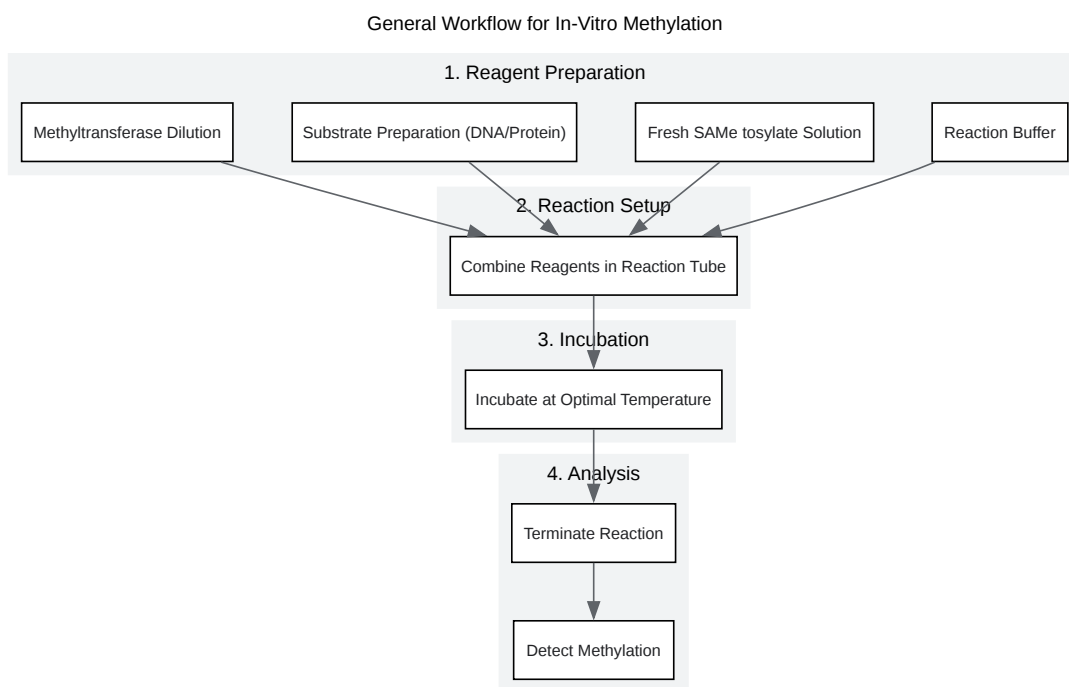 General Workflow for In-Vitro Methylation
1. Reagent Preparation
Methyltransferase Dilution
Substrate Preparation (DNA/Protein)
Fresh SAMe tosylate Solution
Reaction Buffer
2. Reaction Setup
Combine Reagents in Reaction Tube
3. Incubation
Incubate at Optimal Temperature
4. Analysis
Terminate Reaction
Detect Methylation